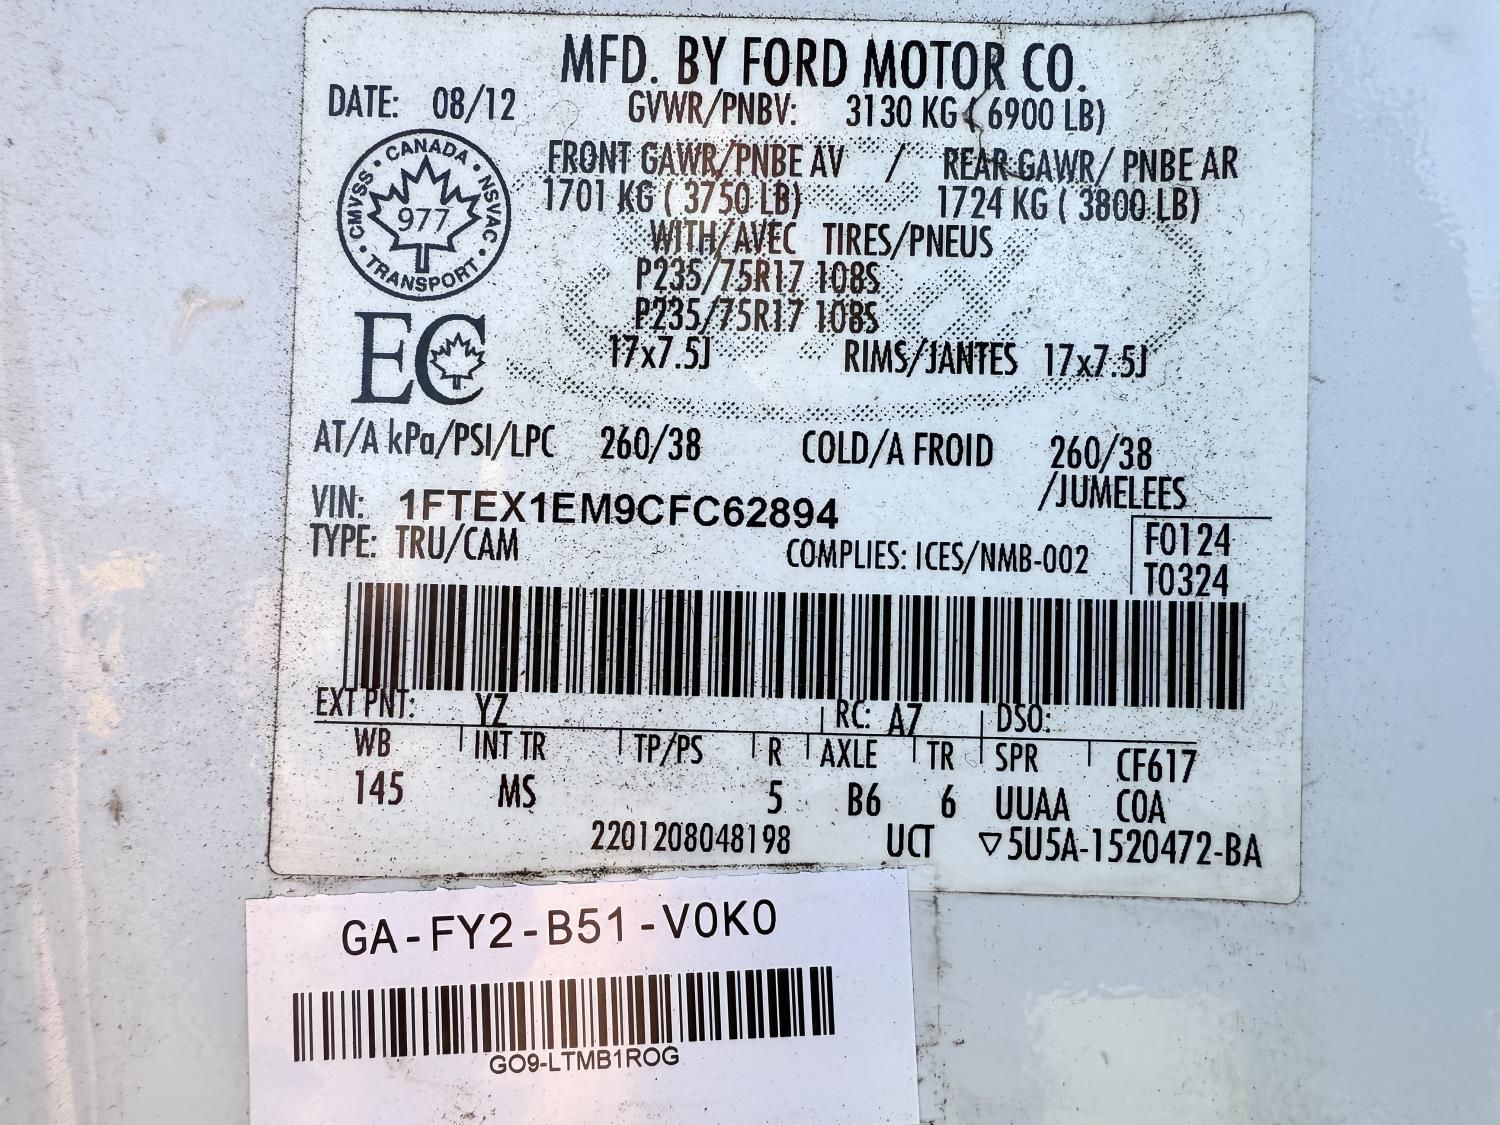 MFD. BY FORD MOTOR CO.
DATE: 08/12 GVWR/PNBV: 3130 KG ( 6900 LB)
CANADA · NSVAC · TRANSPORT · CMVSS
977
FRONT GAWR/PNBE AV / REAR GAWR/ PNBE AR
1701 KG ( 3750 LB) 1724 KG ( 3800 LB)
WITH/AVEC TIRES/PNEUS
P235/75R17 108S
P235/75R17 108S
17x7.5J RIMS/JANTES 17x7.5J
EC
AT/A kPa/PSI/LPC 260/38 COLD/A FROID 260/38
/JUMELEES
VIN: 1FTEX1EM9CFC62894
TYPE: TRU/CAM COMPLIES: ICES/NMB-002
F0124
T0324
EXT PNT: YZ RC: A7 DSO:
WB INT TR TP/PS R AXLE TR SPR CF617
145 MS 5 B6 6 UUAA COA
2201208048198 UCT ▽5U5A-1520472-BA
GA-FY2-B51-V0K0
GO9-LTMB1ROG